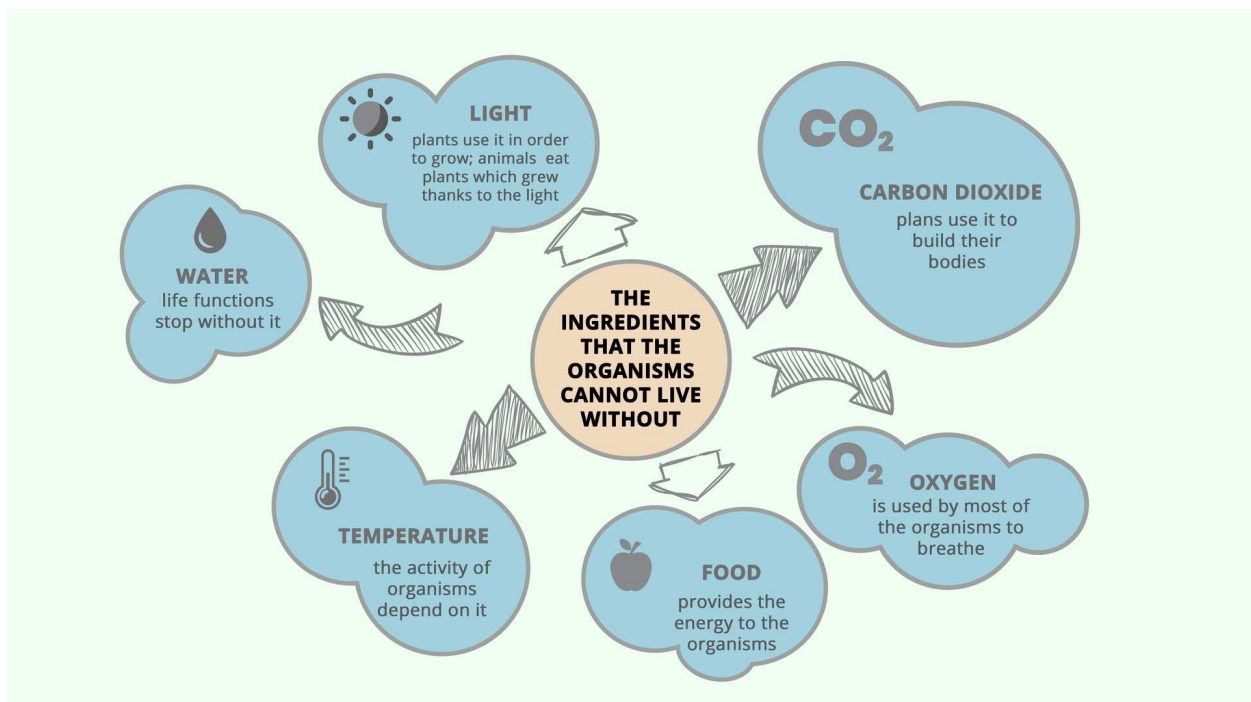 LIGHT
plants use it in order
to grow; animals eat
plants which grew
thanks to the light
CO₂
CARBON DIOXIDE
plans use it to
build their
bodies
WATER
life functions
stop without it
THE
INGREDIENTS
THAT THE
ORGANISMS
CANNOT LIVE
WITHOUT
TEMPERATURE
the activity of
organisms
depend on it
FOOD
provides the
energy to the
organisms
O₂
OXYGEN
is used by most of
the organisms to
breathe